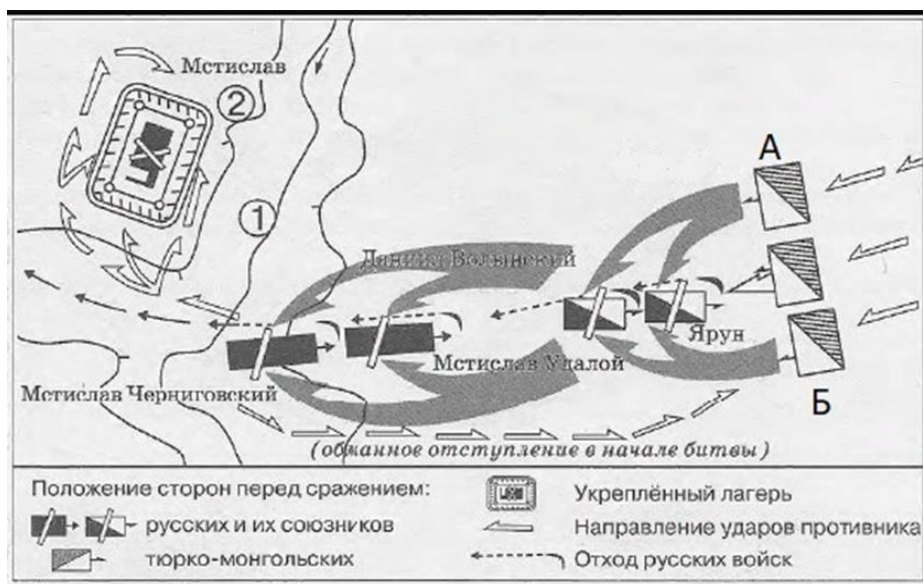 Мстислав
2
А
1
Даниил Волынский
Ярун
Мстислав Удалой
Мстислав Черниговский
Б
(обманное отступление в начале битвы)
Положение сторон перед сражением:
русских и их союзников
тюрко-монгольских
Укреплённый лагерь
Направление ударов противника
Отход русских войск